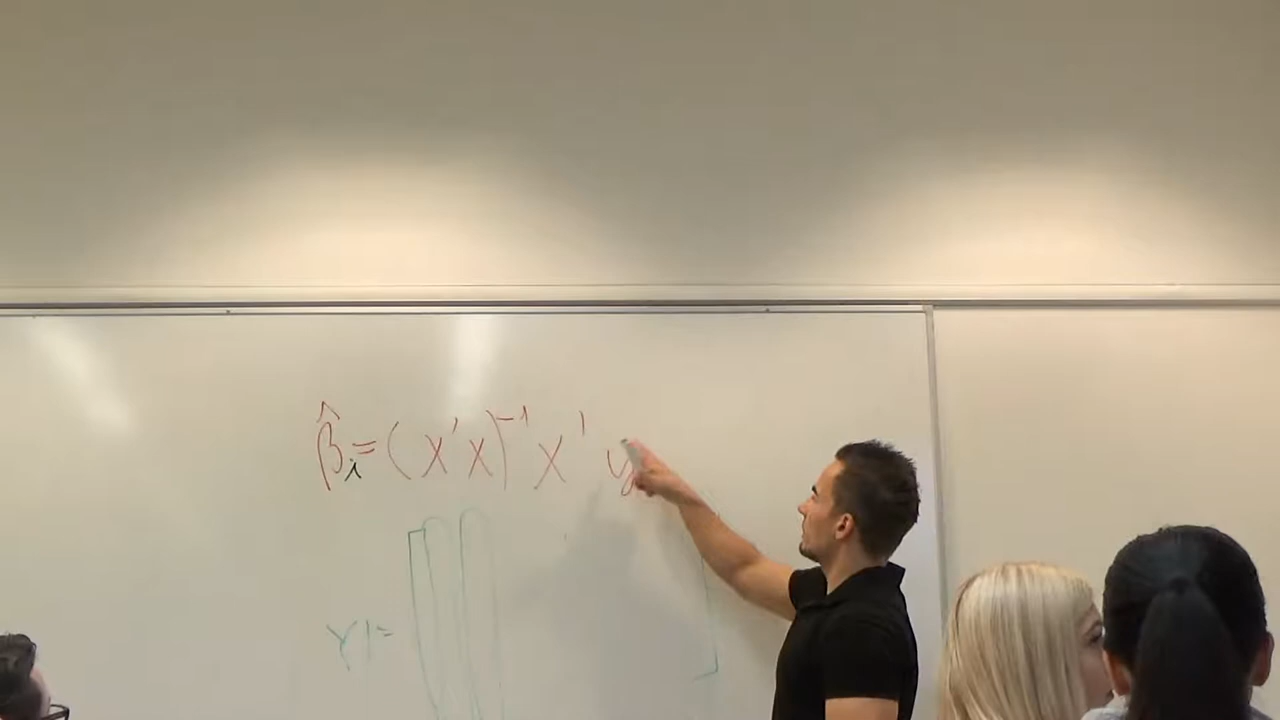 β̂ᵢ = (X'X)⁻¹ X' y
X' =